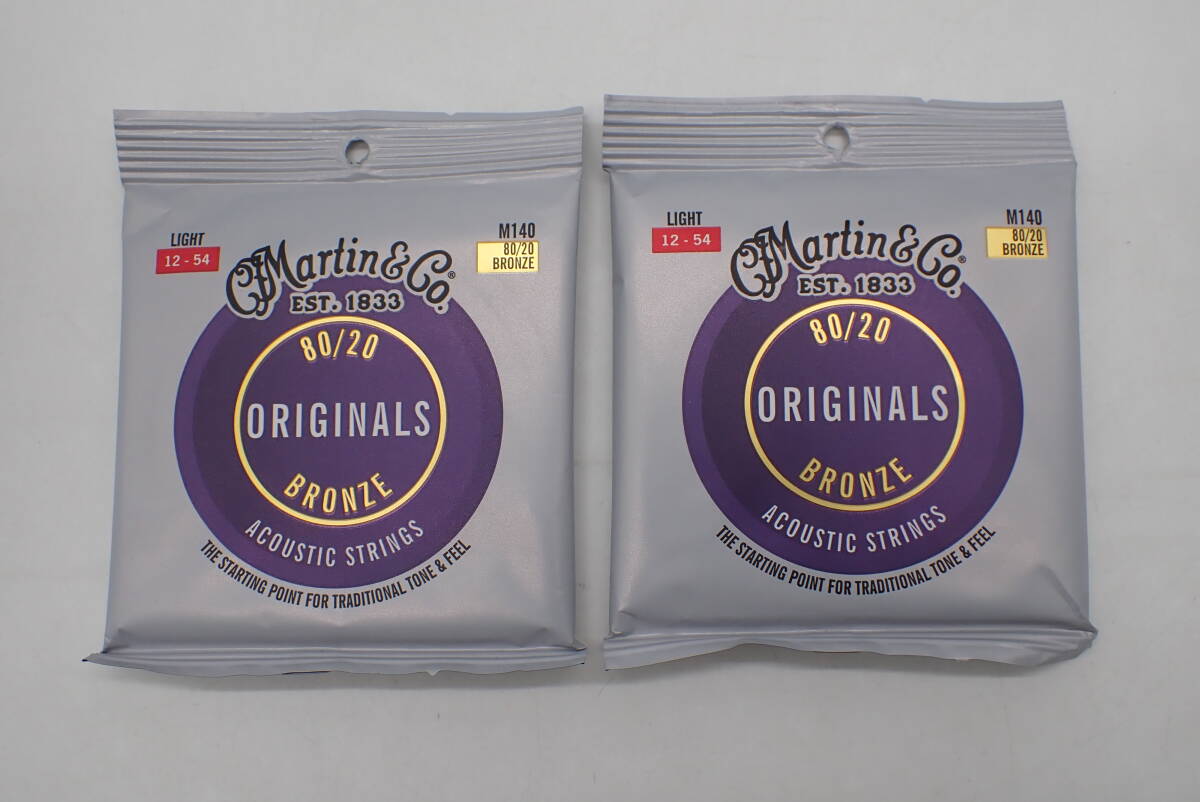 LIGHT
12 - 54
M140
80/20
BRONZE
CF Martin & Co.®
EST. 1833
80/20
ORIGINALS
BRONZE
ACOUSTIC STRINGS
THE STARTING POINT FOR TRADITIONAL TONE & FEEL
LIGHT
12 - 54
M140
80/20
BRONZE
CF Martin & Co.®
EST. 1833
80/20
ORIGINALS
BRONZE
ACOUSTIC STRINGS
THE STARTING POINT FOR TRADITIONAL TONE & FEEL